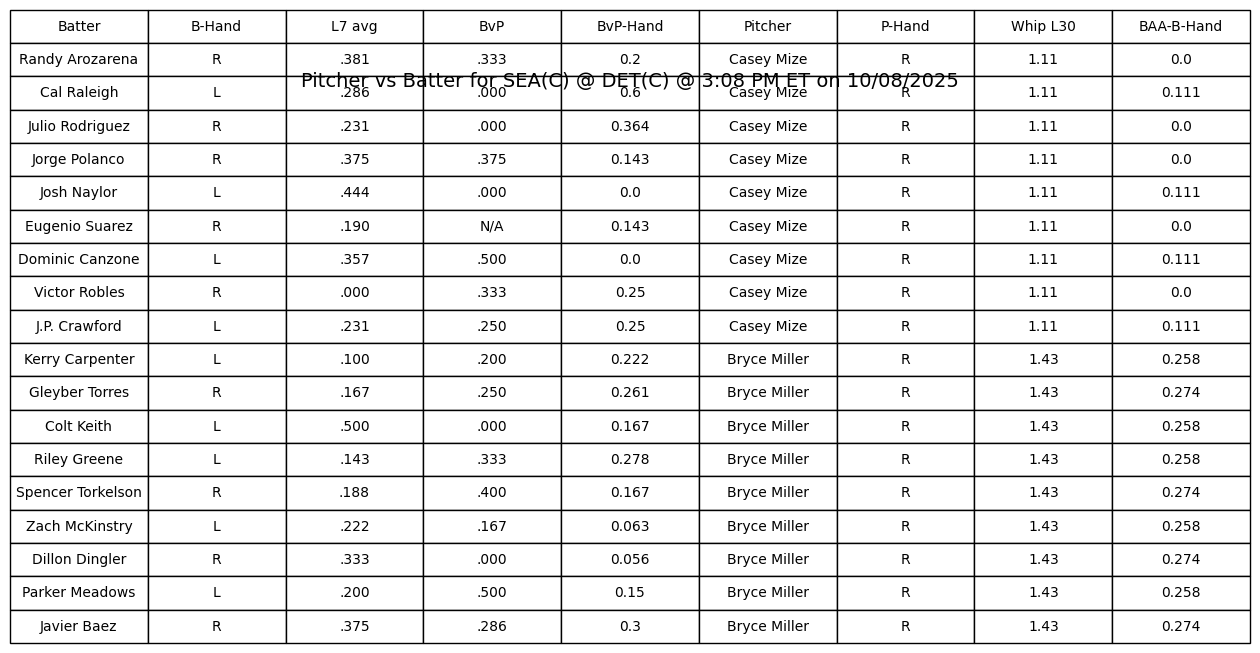 Batter B-Hand L7 avg BvP BvP-Hand Pitcher P-Hand Whip L30 BAA-B-Hand
Randy Arozarena R .381 .333 0.2 Casey Mize R 1.11 0.0
Pitcher vs Batter for SEA(C) @ DET(C) @ 3:08 PM ET on 10/08/2025
Cal Raleigh L .286 .000 0.6 Casey Mize R 1.11 0.111
Julio Rodriguez R .231 .000 0.364 Casey Mize R 1.11 0.0
Jorge Polanco R .375 .375 0.143 Casey Mize R 1.11 0.0
Josh Naylor L .444 .000 0.0 Casey Mize R 1.11 0.111
Eugenio Suarez R .190 N/A 0.143 Casey Mize R 1.11 0.0
Dominic Canzone L .357 .500 0.0 Casey Mize R 1.11 0.111
Victor Robles R .000 .333 0.25 Casey Mize R 1.11 0.0
J.P. Crawford L .231 .250 0.25 Casey Mize R 1.11 0.111
Kerry Carpenter L .100 .200 0.222 Bryce Miller R 1.43 0.258
Gleyber Torres R .167 .250 0.261 Bryce Miller R 1.43 0.274
Colt Keith L .500 .000 0.167 Bryce Miller R 1.43 0.258
Riley Greene L .143 .333 0.278 Bryce Miller R 1.43 0.258
Spencer Torkelson R .188 .400 0.167 Bryce Miller R 1.43 0.274
Zach McKinstry L .222 .167 0.063 Bryce Miller R 1.43 0.258
Dillon Dingler R .333 .000 0.056 Bryce Miller R 1.43 0.274
Parker Meadows L .200 .500 0.15 Bryce Miller R 1.43 0.258
Javier Baez R .375 .286 0.3 Bryce Miller R 1.43 0.274